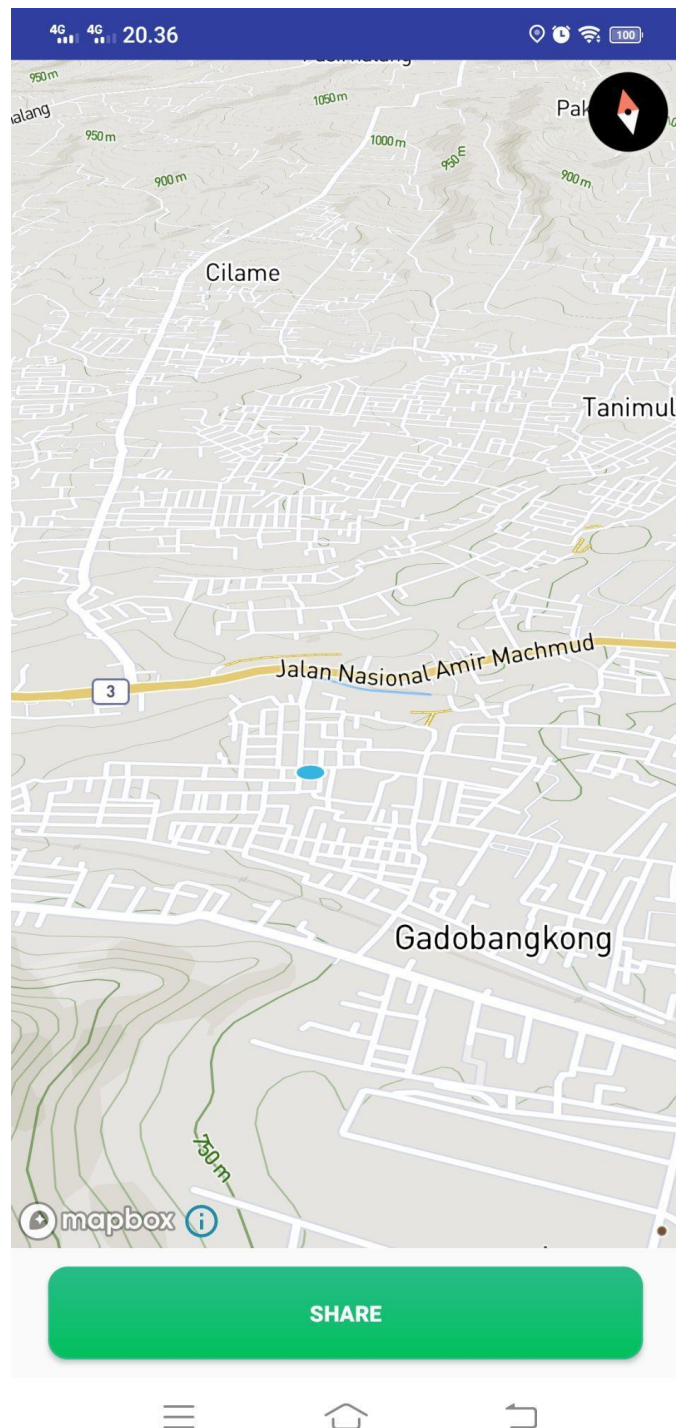 4G 4G 20.36 100
950 m
1050 m
alang
Pak
950 m
1000 m
950 m
900 m
900 m
Cilame
Tanimul
Jalan Nasional Amir Machmud
3
Gadobangkong
750 m
mapbox i
SHARE